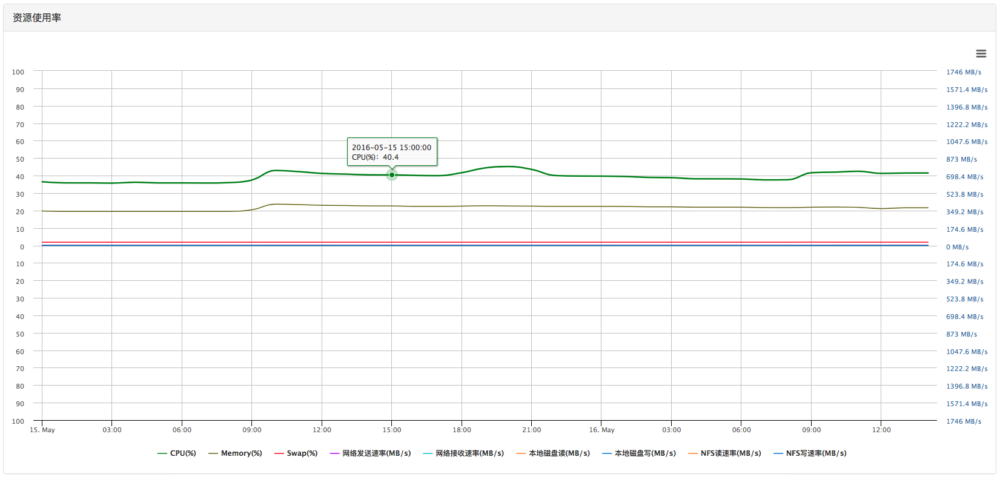 资源使用率
100 1746 MB/s
90 1571.4 MB/s
80 1396.8 MB/s
70 1222.2 MB/s
60 1047.6 MB/s
2016-05-15 15:00:00
CPU(%): 40.4
50 873 MB/s
40 698.4 MB/s
30 523.8 MB/s
20 349.2 MB/s
10 174.6 MB/s
0 0 MB/s
10 174.6 MB/s
20 349.2 MB/s
30 523.8 MB/s
40 698.4 MB/s
50 873 MB/s
60 1047.6 MB/s
70 1222.2 MB/s
80 1396.8 MB/s
90 1571.4 MB/s
100 1746 MB/s
15. May 03:00 06:00 09:00 12:00 15:00 18:00 21:00 16. May 03:00 06:00 09:00 12:00
CPU(%) Memory(%) Swap(%) 网络发送速率(MB/s) 网络接收速率(MB/s) 本地磁盘读(MB/s) 本地磁盘写(MB/s) NFS读速率(MB/s) NFS写速率(MB/s)